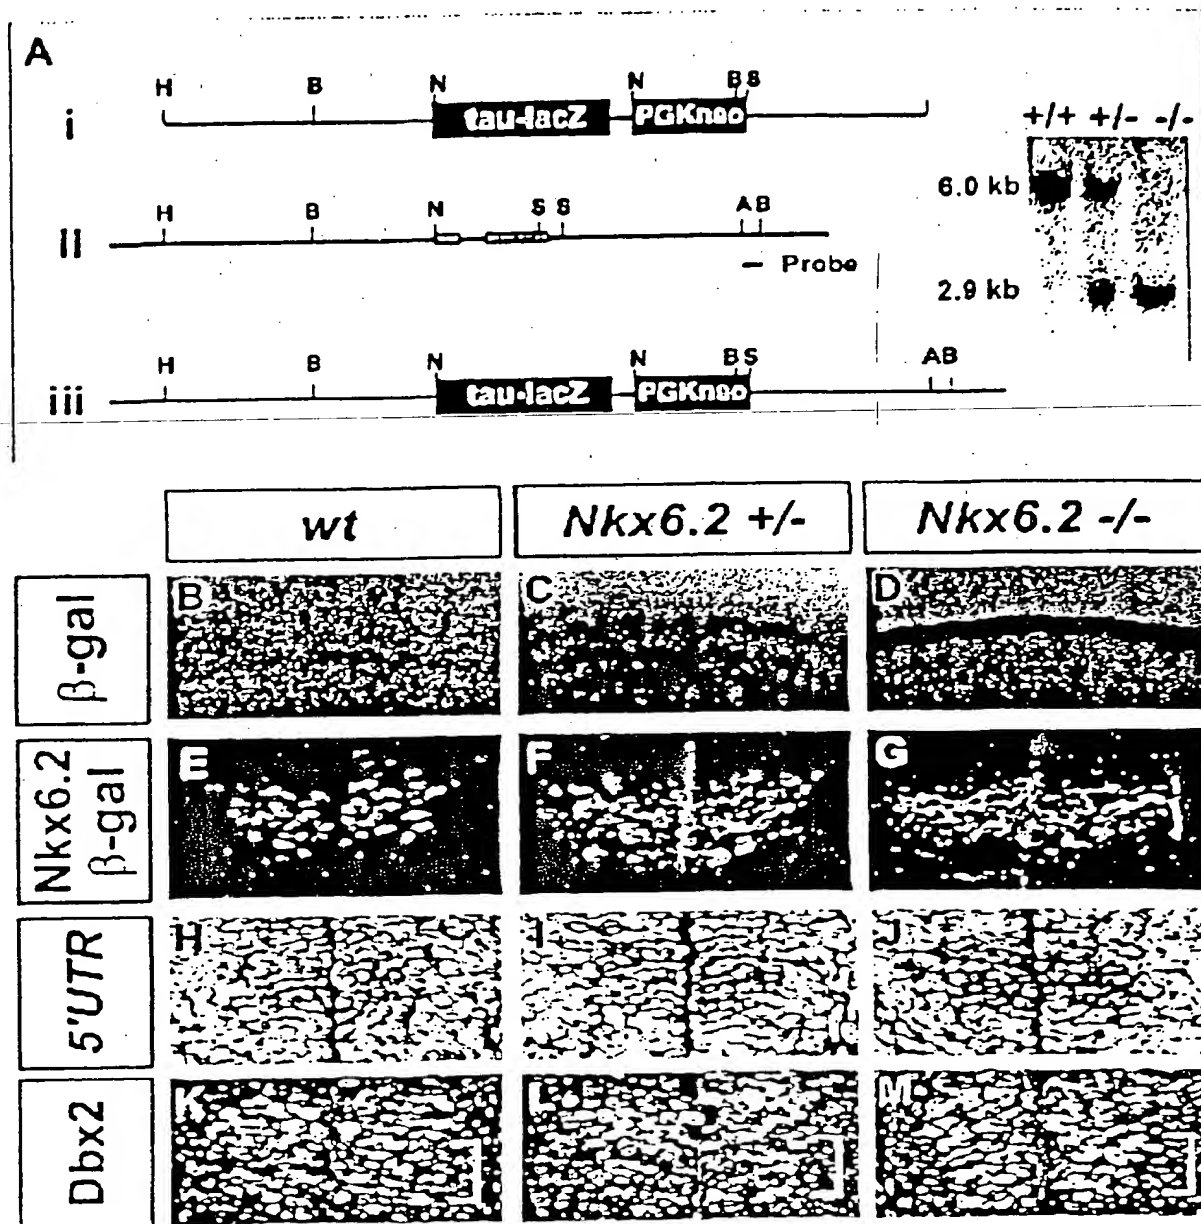 A
H B N N B S
i tau-lacZ PGKneo
+/+ +/- -/-
6.0 kb
H B N S S A B
ii
Probe
2.9 kb
H B N N B S A B
iii tau-lacZ PGKneo
wt Nkx6.2 +/- Nkx6.2 -/-
β-gal B C D
Nkx6.2 β-gal E F G
5'UTR H I J
Dbx2 K L M